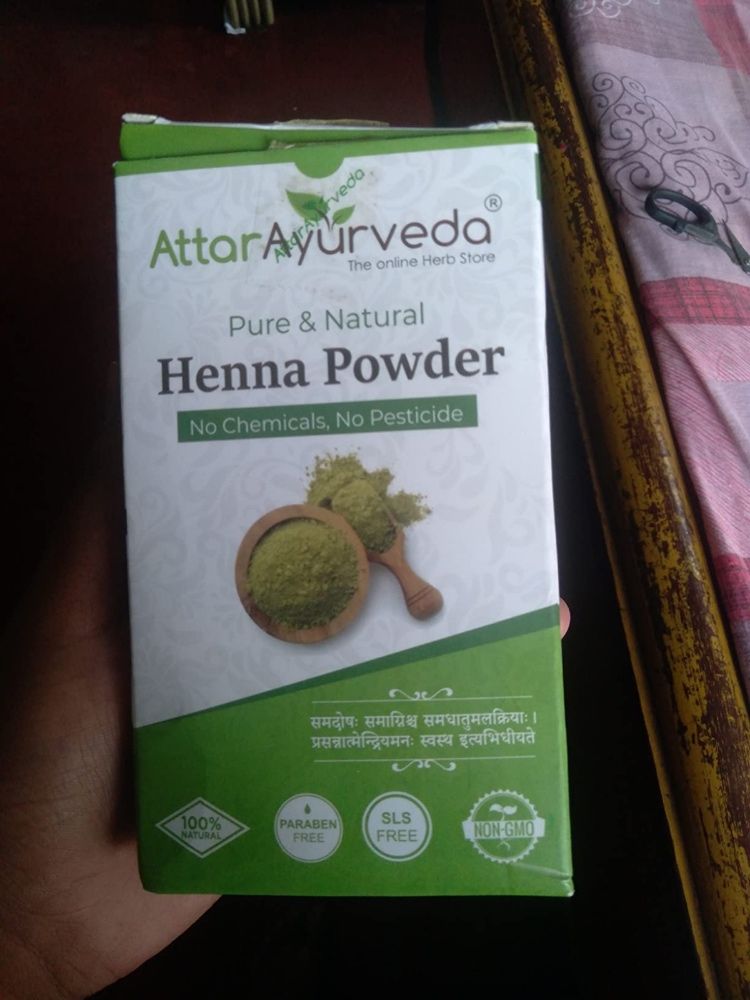 AttarAyurveda®
AttarAyurveda
The online Herb Store
Pure & Natural
Henna Powder
No Chemicals, No Pesticide
समदोषः समाग्निश्च समधातुमलक्रियाः।
प्रसन्नात्मेन्द्रियमनः स्वस्थ इत्यभिधीयते
100%
NATURAL
PARABEN
FREE
SLS
FREE
NON-GMO